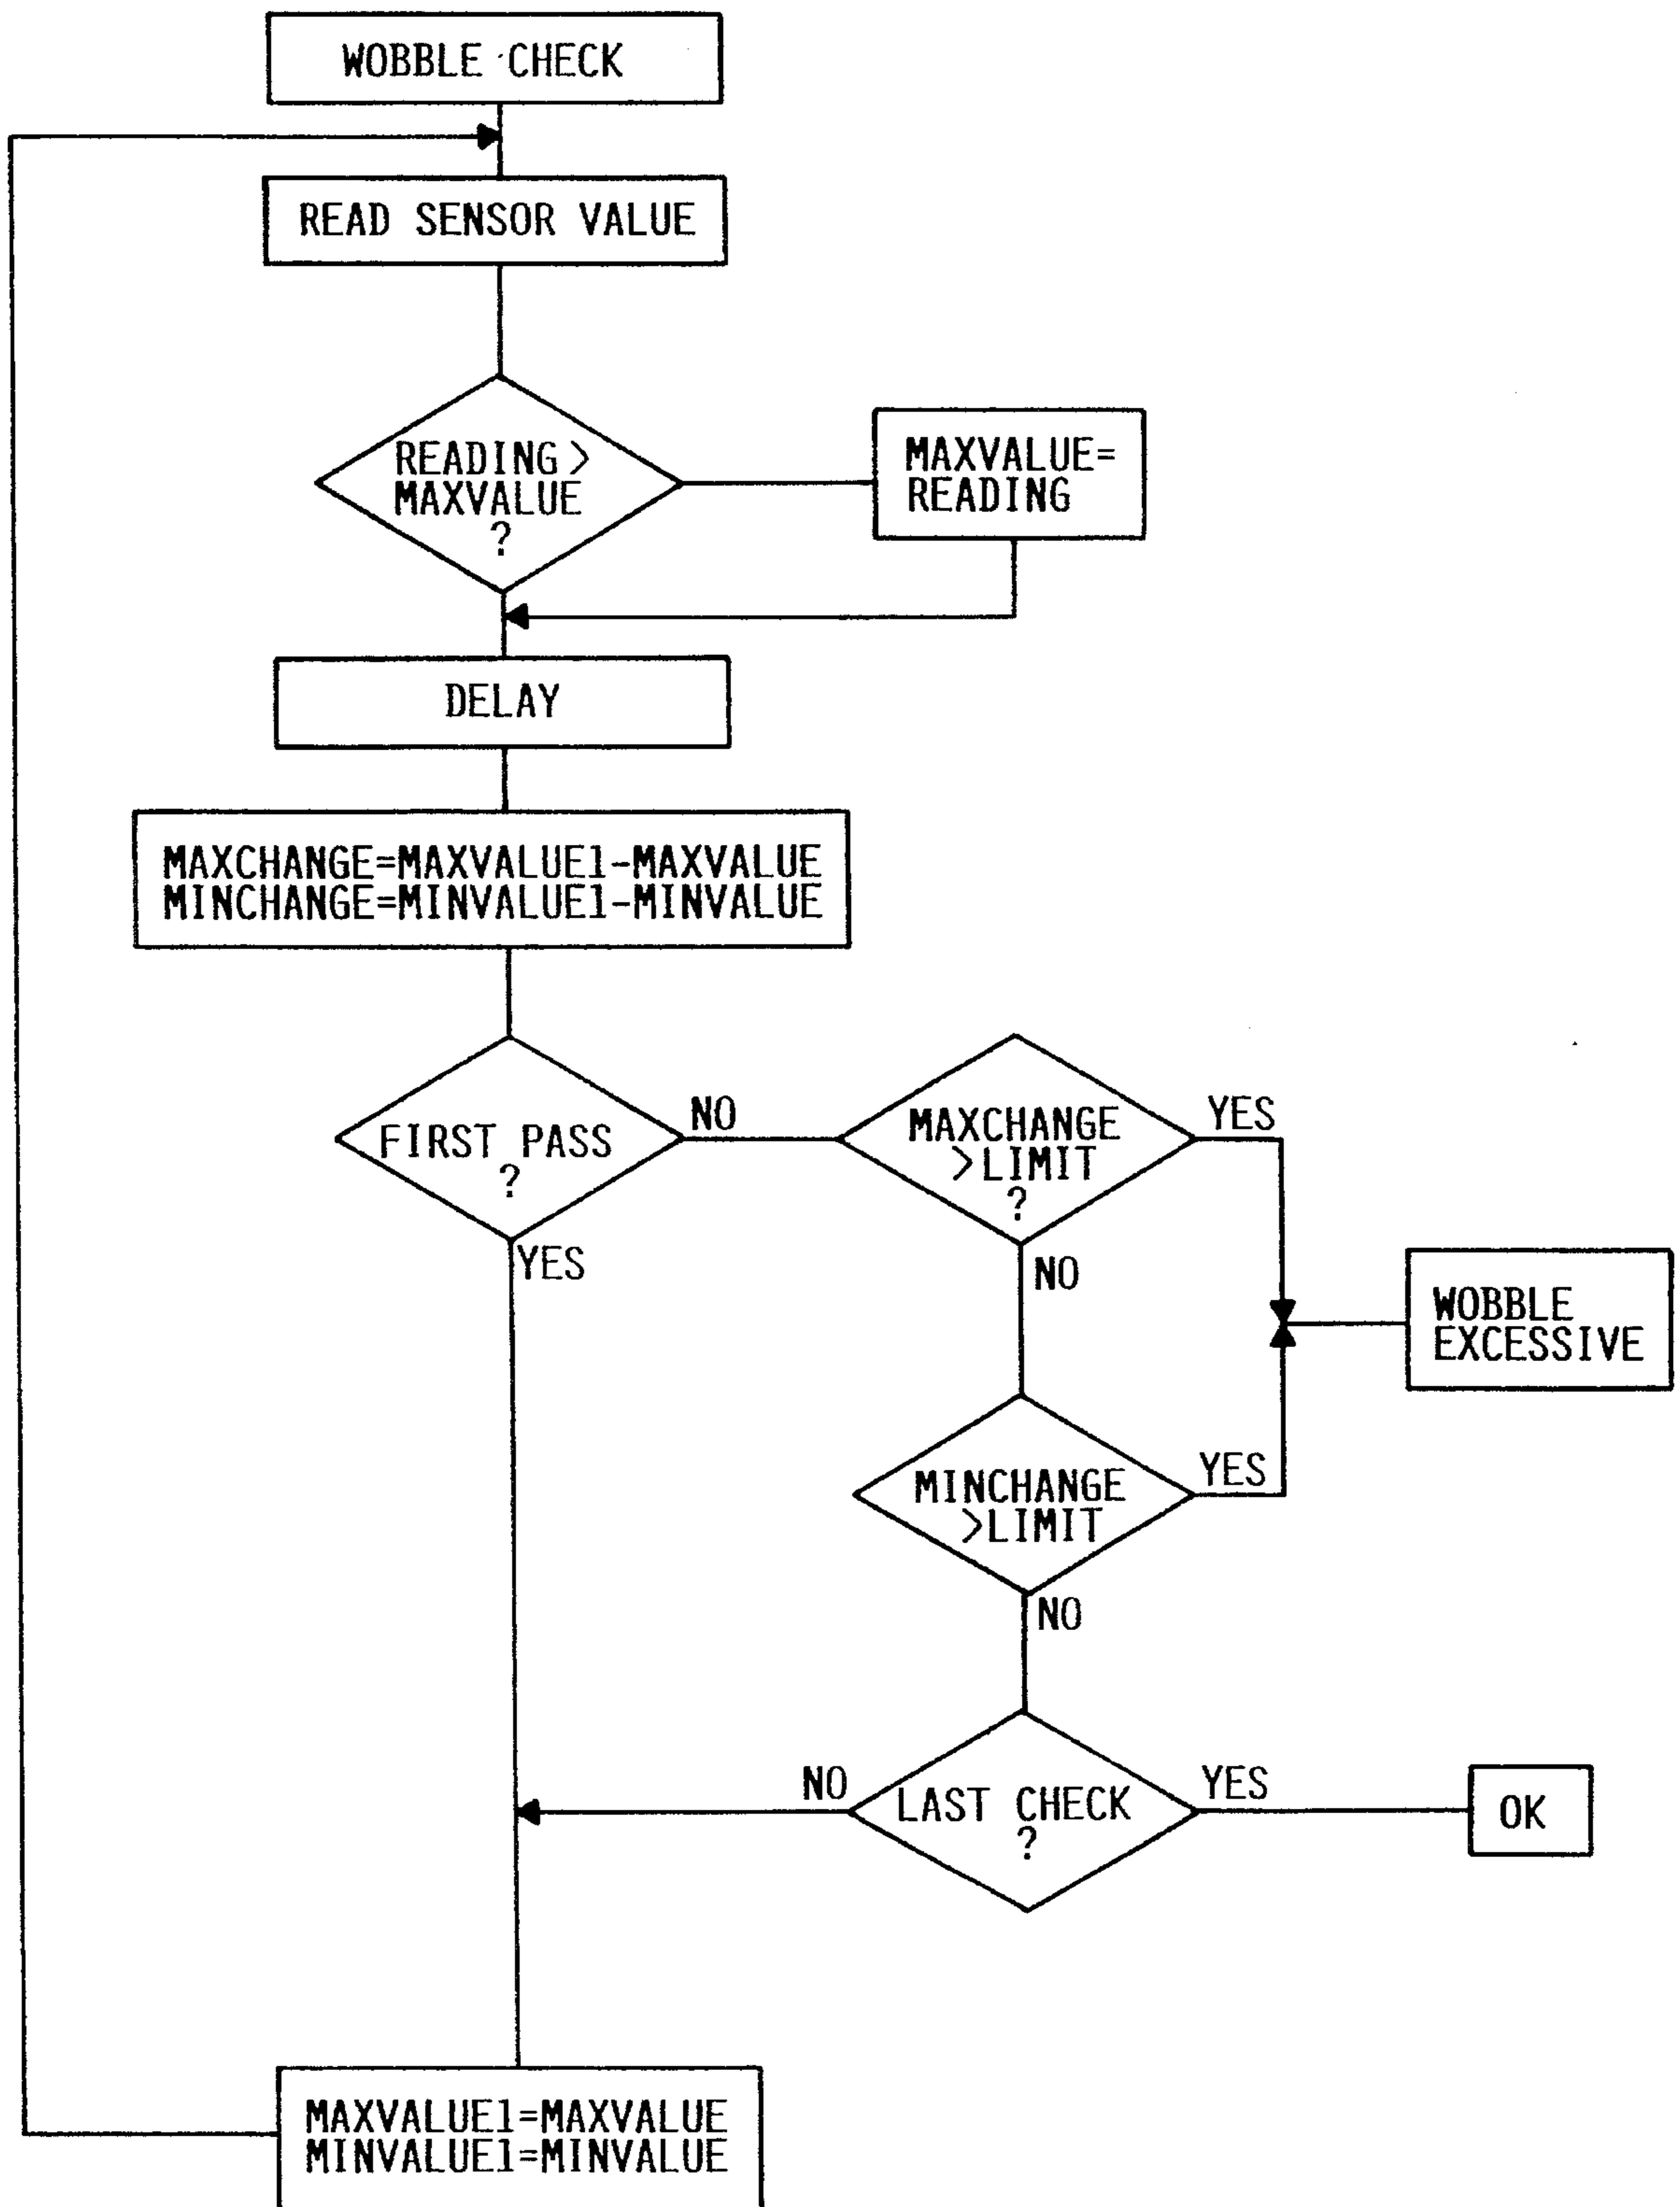 WOBBLE CHECK
READ SENSOR VALUE
READING >
MAXVALUE
?
MAXVALUE=
READING
DELAY
MAXCHANGE=MAXVALUE1-MAXVALUE
MINCHANGE=MINVALUE1-MINVALUE
FIRST PASS
?
NO
YES
MAXCHANGE
>LIMIT
?
YES
NO
WOBBLE
EXCESSIVE
MINCHANGE
>LIMIT
YES
NO
LAST CHECK
?
NO
YES
OK
MAXVALUE1=MAXVALUE
MINVALUE1=MINVALUE